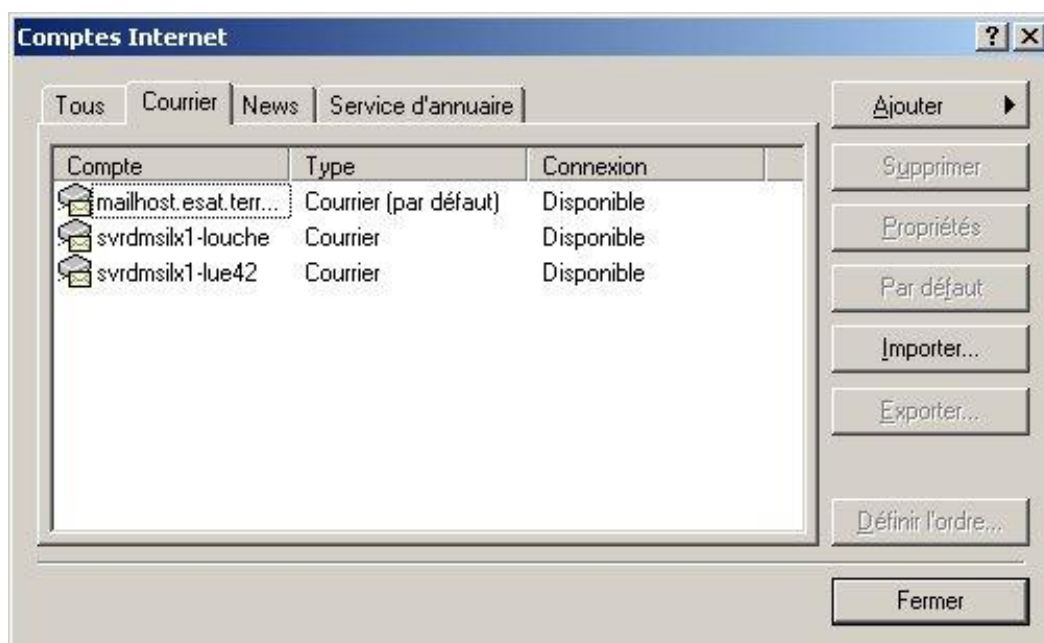 Comptes Internet
Tous Courrier News Service d'annuaire
Compte Type Connexion
mailhost.esat.terr... Courrier (par défaut) Disponible
svrdmsilx1-louche Courrier Disponible
svrdmsilx1-lue42 Courrier Disponible
Ajouter
Supprimer
Propriétés
Par défaut
Importer...
Exporter...
Définir l'ordre...
Fermer